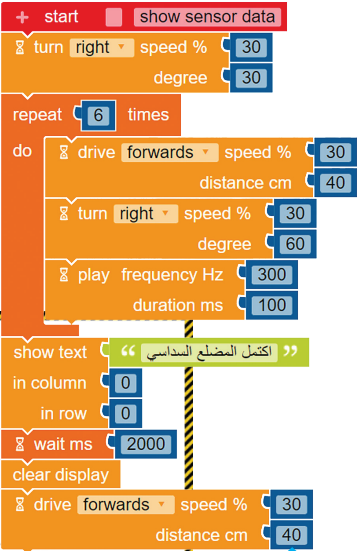 + start show sensor data
turn right speed % 30
degree 30
repeat 6 times
do drive forwards speed % 30
distance cm 40
turn right speed % 30
degree 60
play frequency Hz 300
duration ms 100
show text “ اكتمل المضلع السداسي ”
in column 0
in row 0
wait ms 2000
clear display
drive forwards speed % 30
distance cm 40